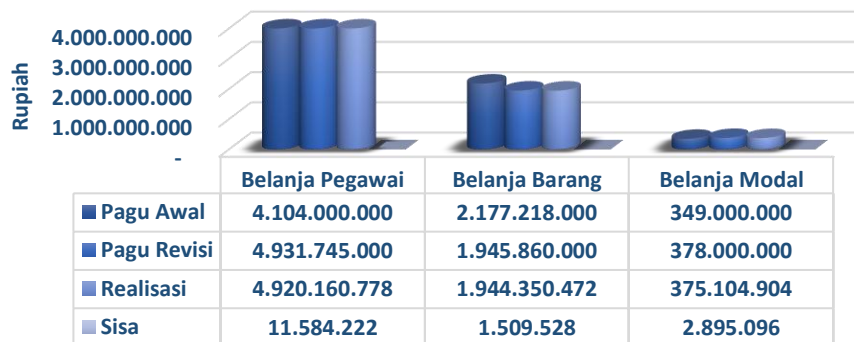 Rupiah
4.000.000.000
3.000.000.000
2.000.000.000
1.000.000.000
-
Belanja Pegawai Belanja Barang Belanja Modal
Pagu Awal 4.104.000.000 2.177.218.000 349.000.000
Pagu Revisi 4.931.745.000 1.945.860.000 378.000.000
Realisasi 4.920.160.778 1.944.350.472 375.104.904
Sisa 11.584.222 1.509.528 2.895.096